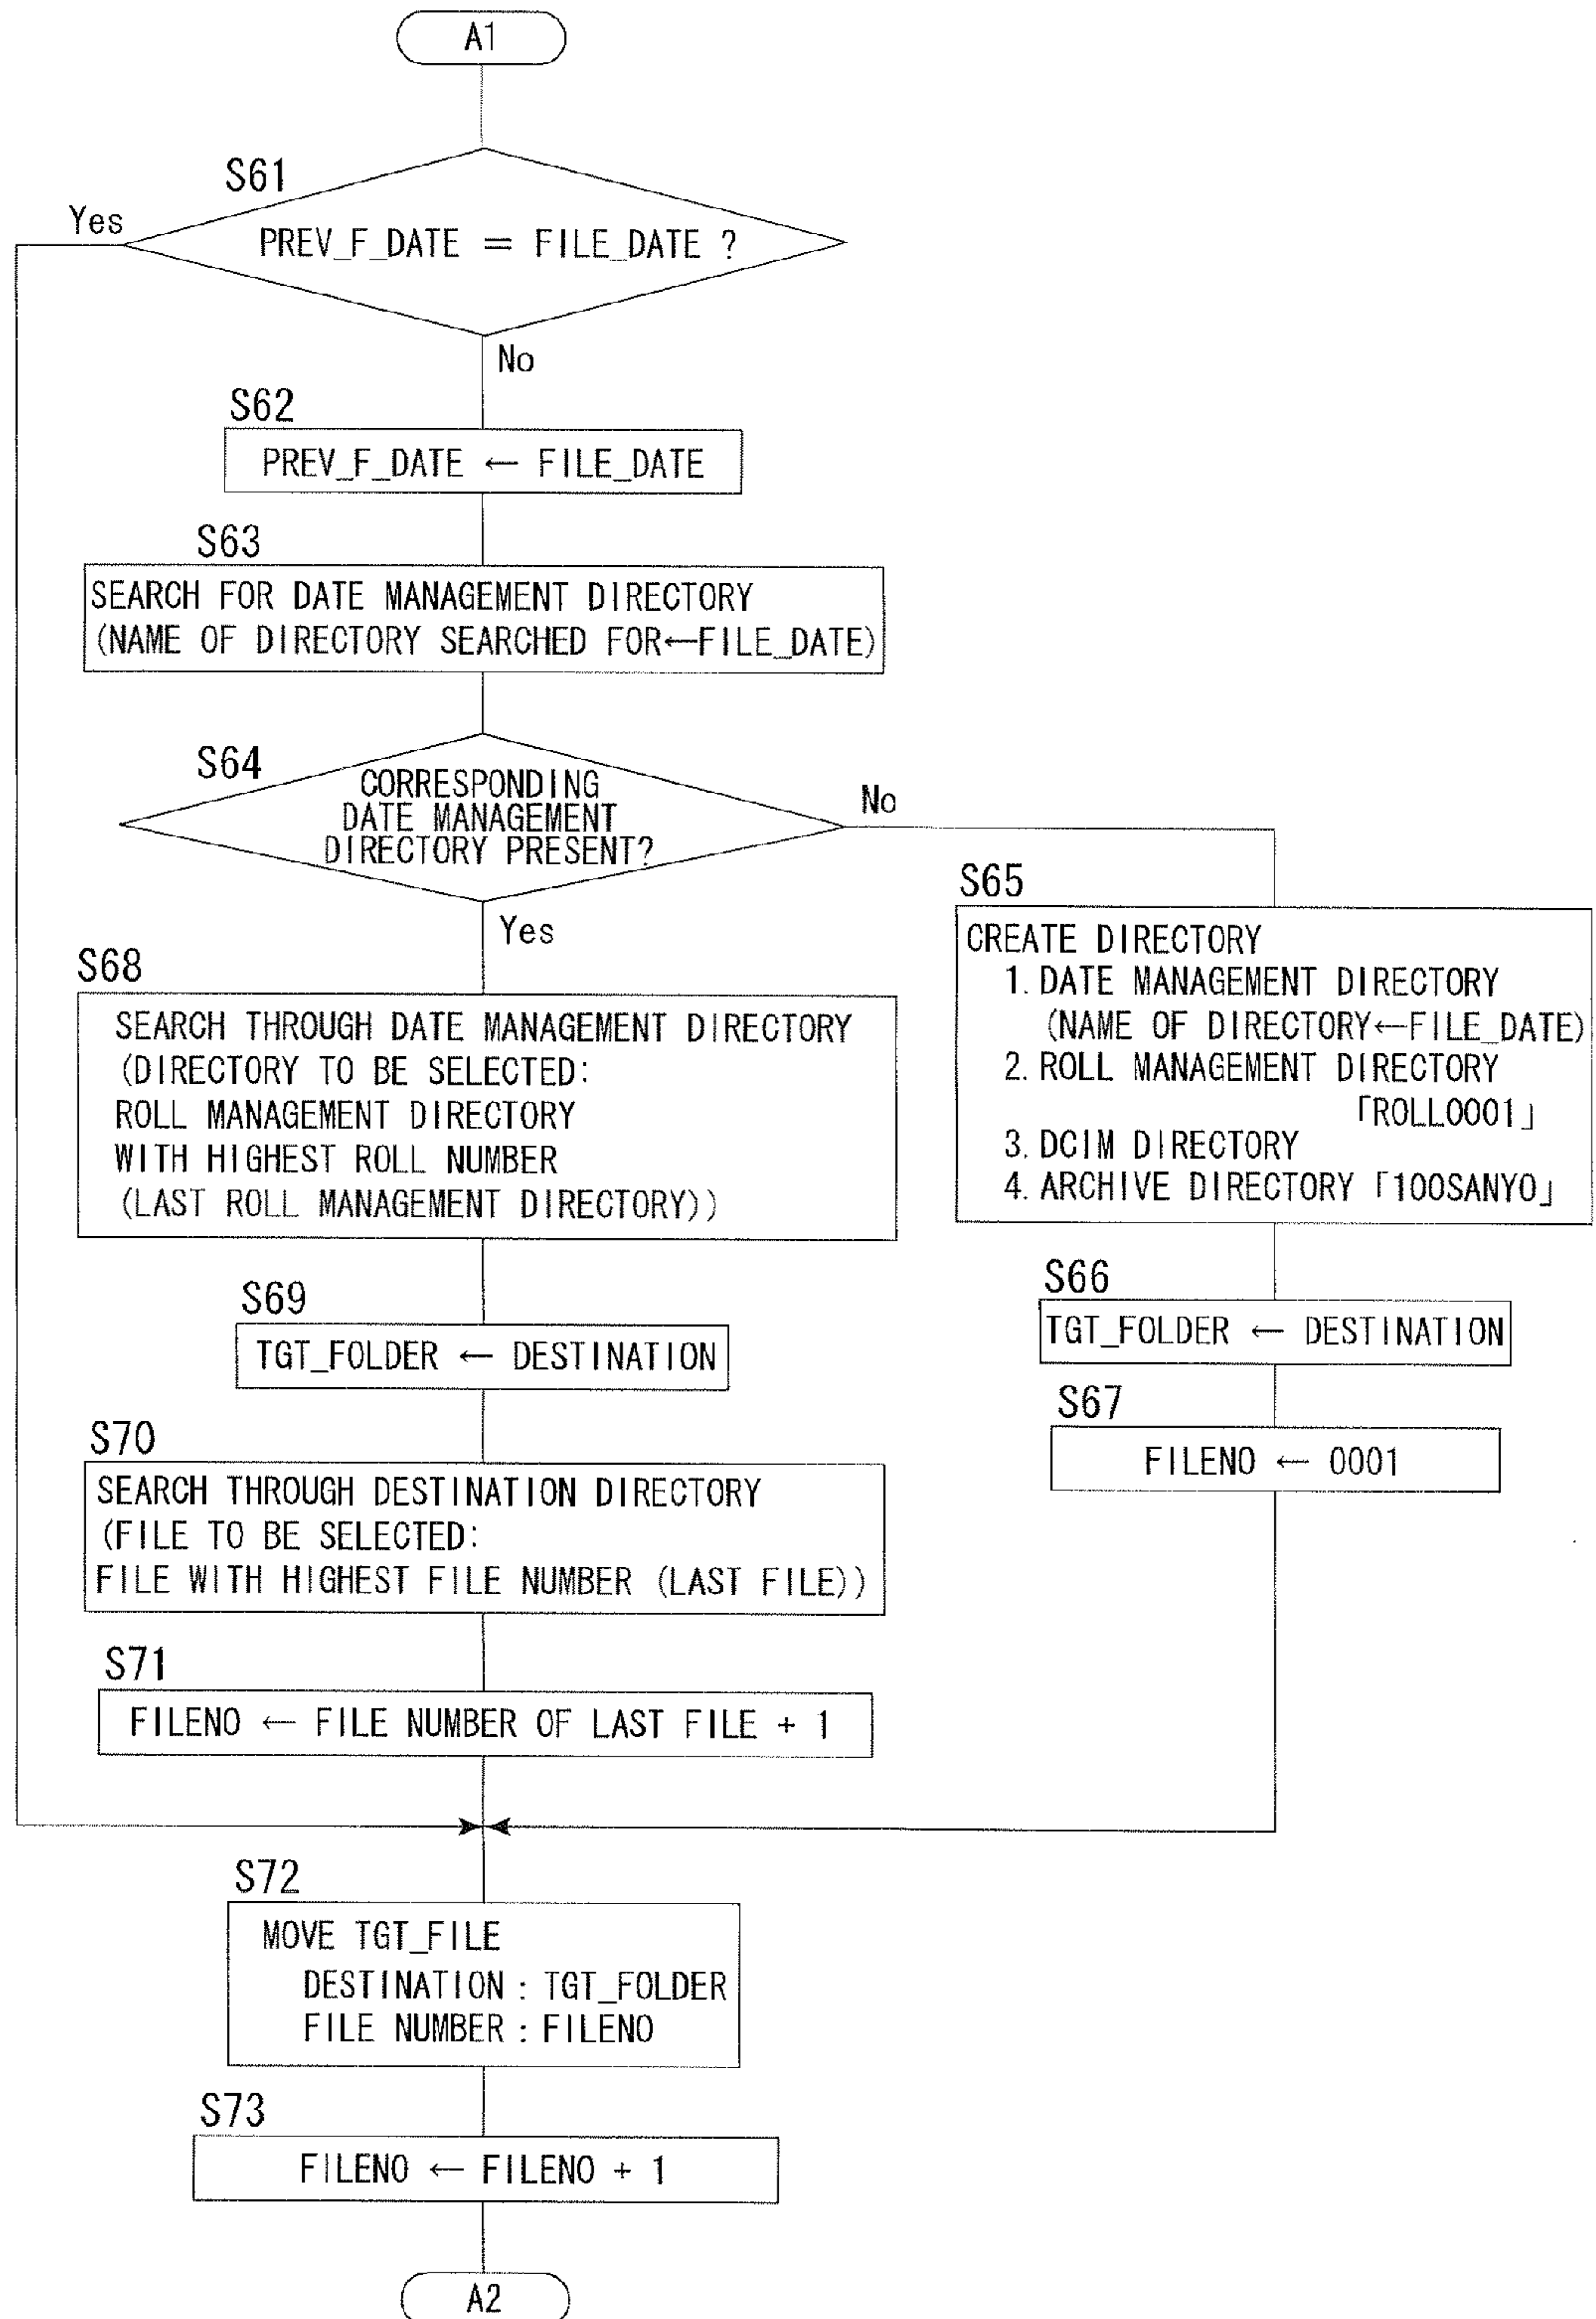 A1
S61
Yes
PREV_F_DATE = FILE_DATE ?
No
S62
PREV_F_DATE ← FILE_DATE
S63
SEARCH FOR DATE MANAGEMENT DIRECTORY
(NAME OF DIRECTORY SEARCHED FOR←FILE_DATE)
S64
CORRESPONDING
DATE MANAGEMENT
DIRECTORY PRESENT?
No
Yes
S65
CREATE DIRECTORY
1. DATE MANAGEMENT DIRECTORY
(NAME OF DIRECTORY←FILE_DATE)
2. ROLL MANAGEMENT DIRECTORY
「ROLL0001」
3. DCIM DIRECTORY
4. ARCHIVE DIRECTORY「100SANYO」
S66
TGT_FOLDER ← DESTINATION
S67
FILENO ← 0001
S68
SEARCH THROUGH DATE MANAGEMENT DIRECTORY
(DIRECTORY TO BE SELECTED:
ROLL MANAGEMENT DIRECTORY
WITH HIGHEST ROLL NUMBER
(LAST ROLL MANAGEMENT DIRECTORY))
S69
TGT_FOLDER ← DESTINATION
S70
SEARCH THROUGH DESTINATION DIRECTORY
(FILE TO BE SELECTED:
FILE WITH HIGHEST FILE NUMBER (LAST FILE))
S71
FILENO ← FILE NUMBER OF LAST FILE + 1
S72
MOVE TGT_FILE
DESTINATION : TGT_FOLDER
FILE NUMBER : FILENO
S73
FILENO ← FILENO + 1
A2